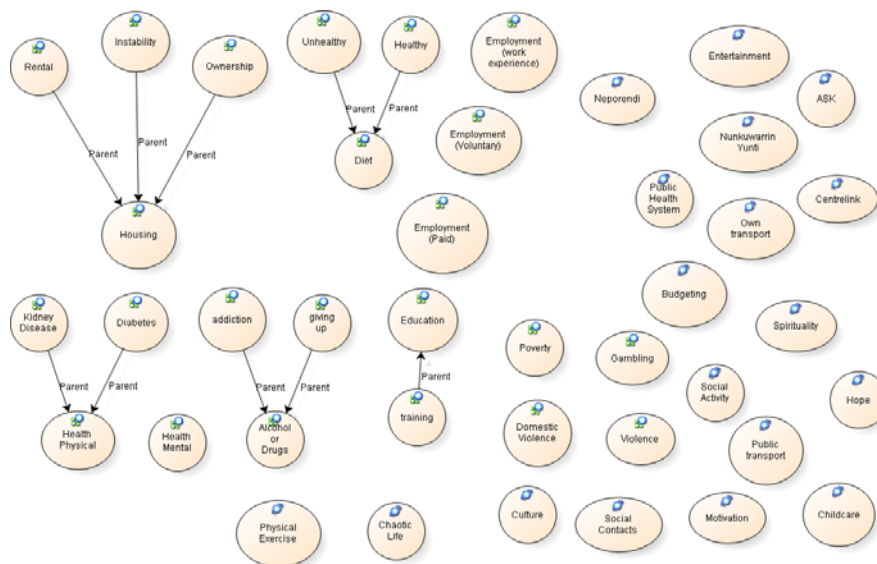 Rental
Instability
Ownership
Parent
Parent
Parent
Housing
Unhealthy
Healthy
Parent
Parent
Diet
Employment
(work
experience)
Employment
(Voluntary)
Employment
(Paid)
Neporendi
Entertainment
ASK
Nunkuwarrin
Yunti
Public
Health
System
Own
transport
Centrelink
Budgeting
Spirituality
Kidney
Disease
Diabetes
Parent
Parent
Health
Physical
Health
Mental
addiction
giving
up
Parent
Parent
Alcohol
or
Drugs
Education
Parent
training
Poverty
Gambling
Social
Activity
Hope
Domestic
Violence
Violence
Public
transport
Physical
Exercise
Chaotic
Life
Culture
Social
Contacts
Motivation
Childcare